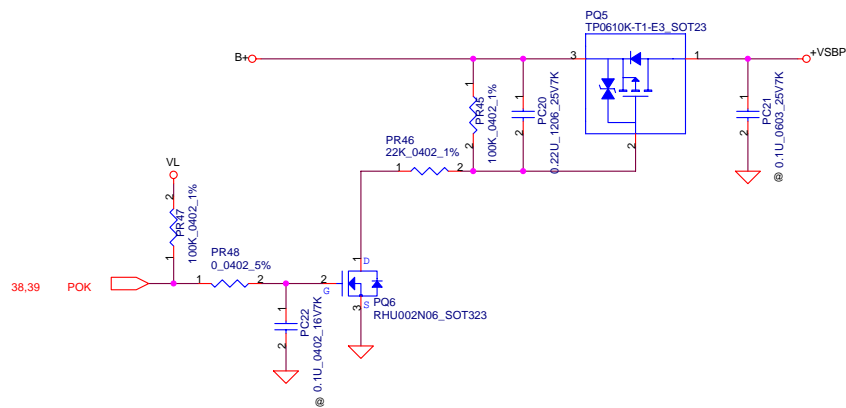 PQ5
TP0610K-T1-E3_SOT23
B+
3
1
+VSBP
1
PR45
2
100K_0402_1%
1
PC20
2
0.22U_1206_25V7K
2
1
PC21
2
@ 0.1U_0603_25V7K
PR46
22K_0402_1%
1
2
VL
2
PR47
1
100K_0402_1%
PR48
0_0402_5%
38,39
POK
1
2
2
G
1
D
S
3
PQ6
RHU002N06_SOT323
1
PC22
2
@ 0.1U_0402_16V7K